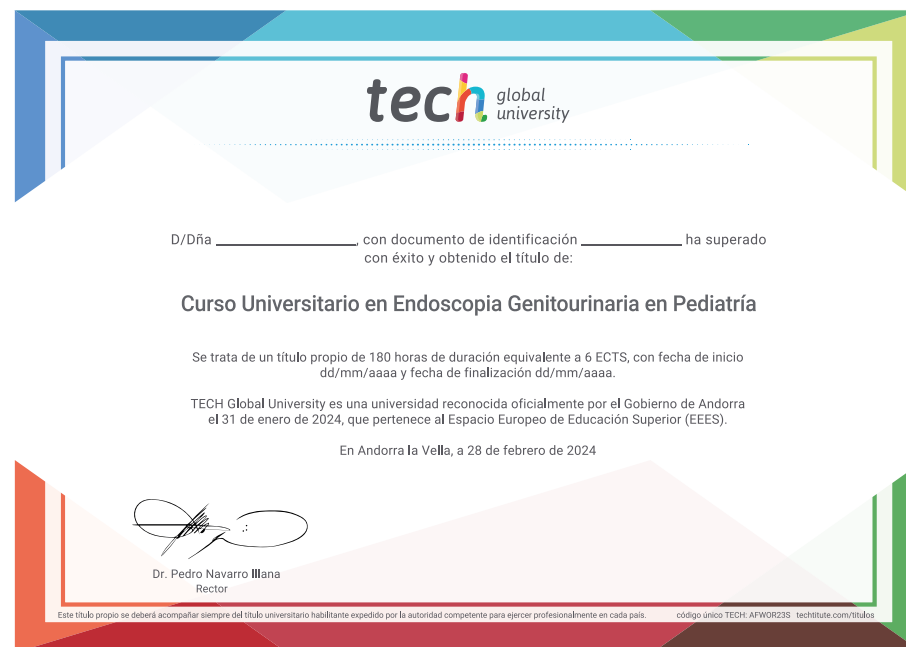 tech global university
D/Dña ____________________, con documento de identificación ______________ ha superado
con éxito y obtenido el título de:
Curso Universitario en Endoscopia Genitourinaria en Pediatría
Se trata de un título propio de 180 horas de duración equivalente a 6 ECTS, con fecha de inicio
dd/mm/aaaa y fecha de finalización dd/mm/aaaa.
TECH Global University es una universidad reconocida oficialmente por el Gobierno de Andorra
el 31 de enero de 2024, que pertenece al Espacio Europeo de Educación Superior (EEES).
En Andorra la Vella, a 28 de febrero de 2024
Dr. Pedro Navarro Illana
Rector
Este título propio se deberá acompañar siempre del título universitario habilitante expedido por la autoridad competente para ejercer profesionalmente en cada país. código único TECH: AFWOR23S techtitute.com/titulos